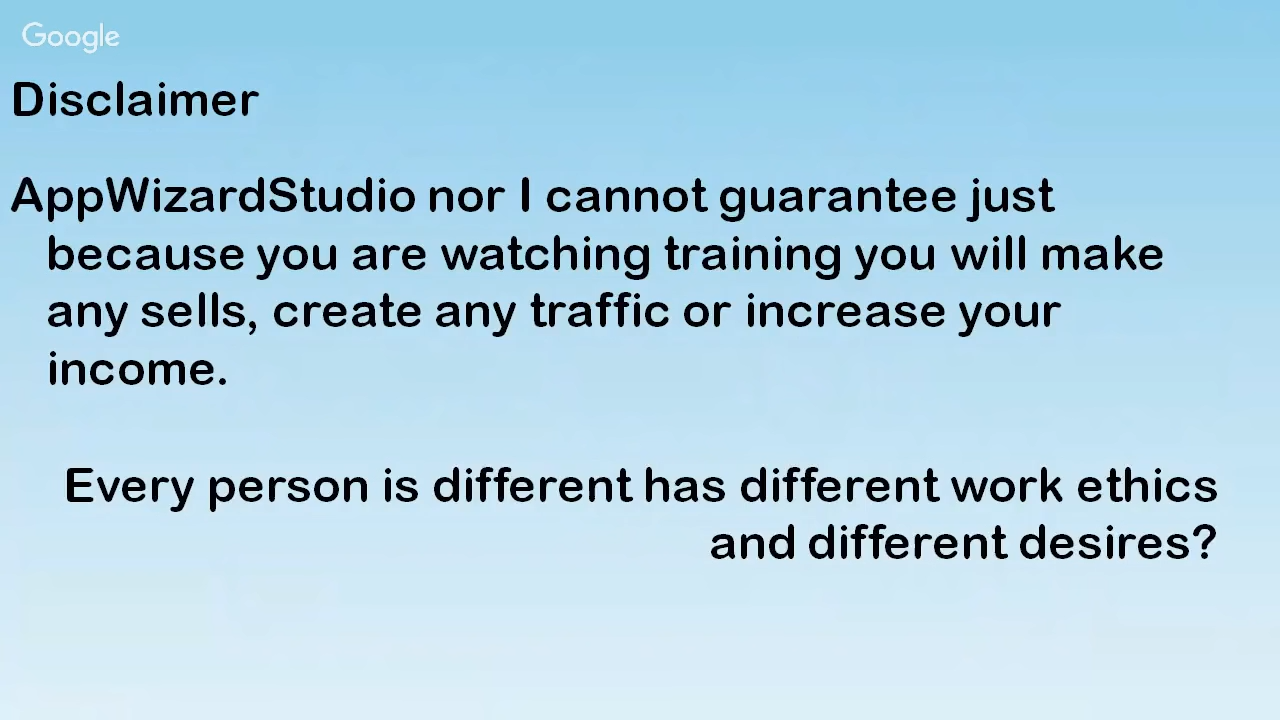 Google
Disclaimer
AppWizardStudio nor I cannot guarantee just
because you are watching training you will make
any sells, create any traffic or increase your
income.
Every person is different has different work ethics
and different desires?